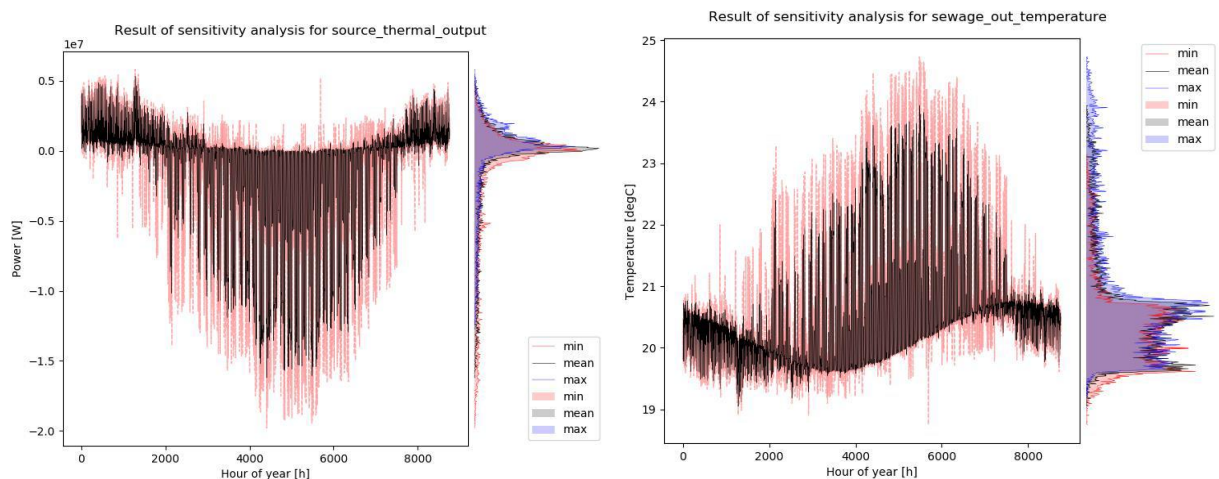 Result of sensitivity analysis for source_thermal_output
1e7
0.5
0.0
−0.5
−1.0
−1.5
−2.0
Power [W]
0
2000
4000
6000
8000
Hour of year [h]
min
mean
max
min
mean
max
Result of sensitivity analysis for sewage_out_temperature
25
24
23
22
21
20
19
Temperature [degC]
0
2000
4000
6000
8000
Hour of year [h]
min
mean
max
min
mean
max